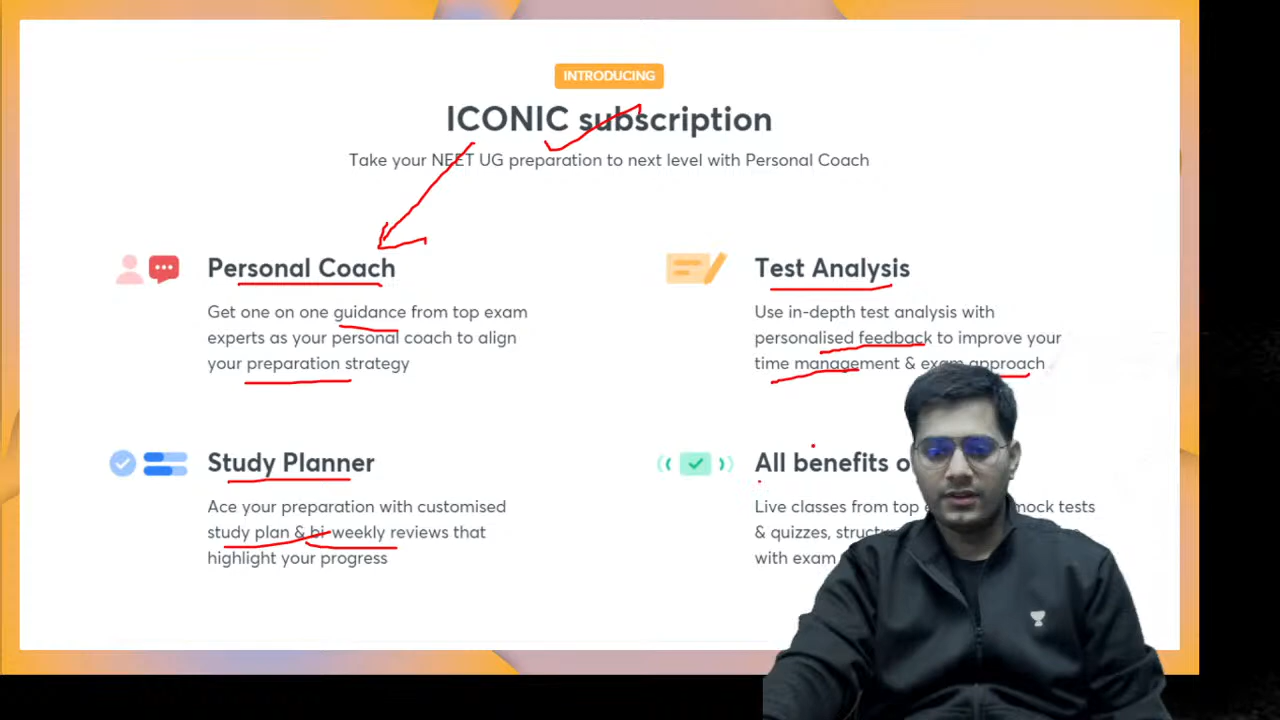 INTRODUCING
ICONIC subscription
Take your NEET UG preparation to next level with Personal Coach
Personal Coach
Get one on one guidance from top exam
experts as your personal coach to align
your preparation strategy
Test Analysis
Use in-depth test analysis with
personalised feedback to improve your
time management & exam approach
Study Planner
Ace your preparation with customised
study plan & bi-weekly reviews that
highlight your progress
All benefits
Live classes from top mock tests
& quizzes,
with exam